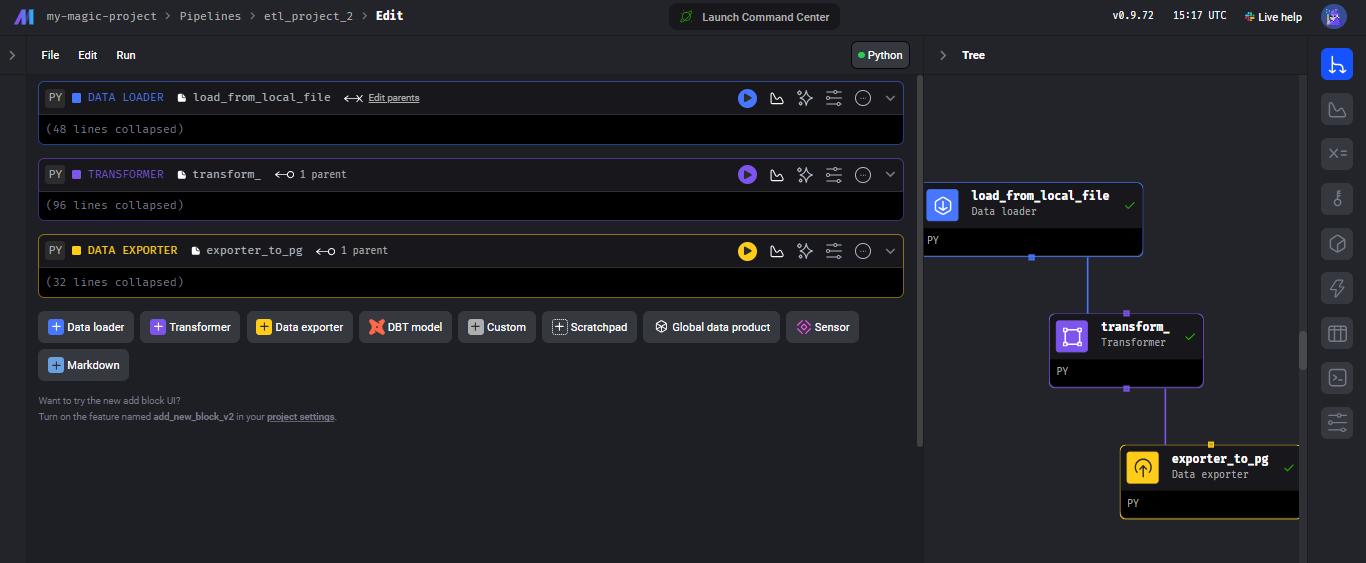 my-magic-project > Pipelines > etl_project_2 > Edit
Launch Command Center
v0.9.72 15:17 UTC Live help
File Edit Run
Python
Tree
PY DATA LOADER load_from_local_file Edit parents
(48 lines collapsed)
PY TRANSFORMER transform_ 1 parent
(96 lines collapsed)
PY DATA EXPORTER exporter_to_pg 1 parent
(32 lines collapsed)
Data loader Transformer Data exporter DBT model Custom Scratchpad Global data product Sensor
Markdown
Want to try the new add block UI?
Turn on the feature named add_new_block_v2 in your project settings.
load_from_local_file
Data loader
PY
transform_
Transformer
PY
exporter_to_pg
Data exporter
PY
X=